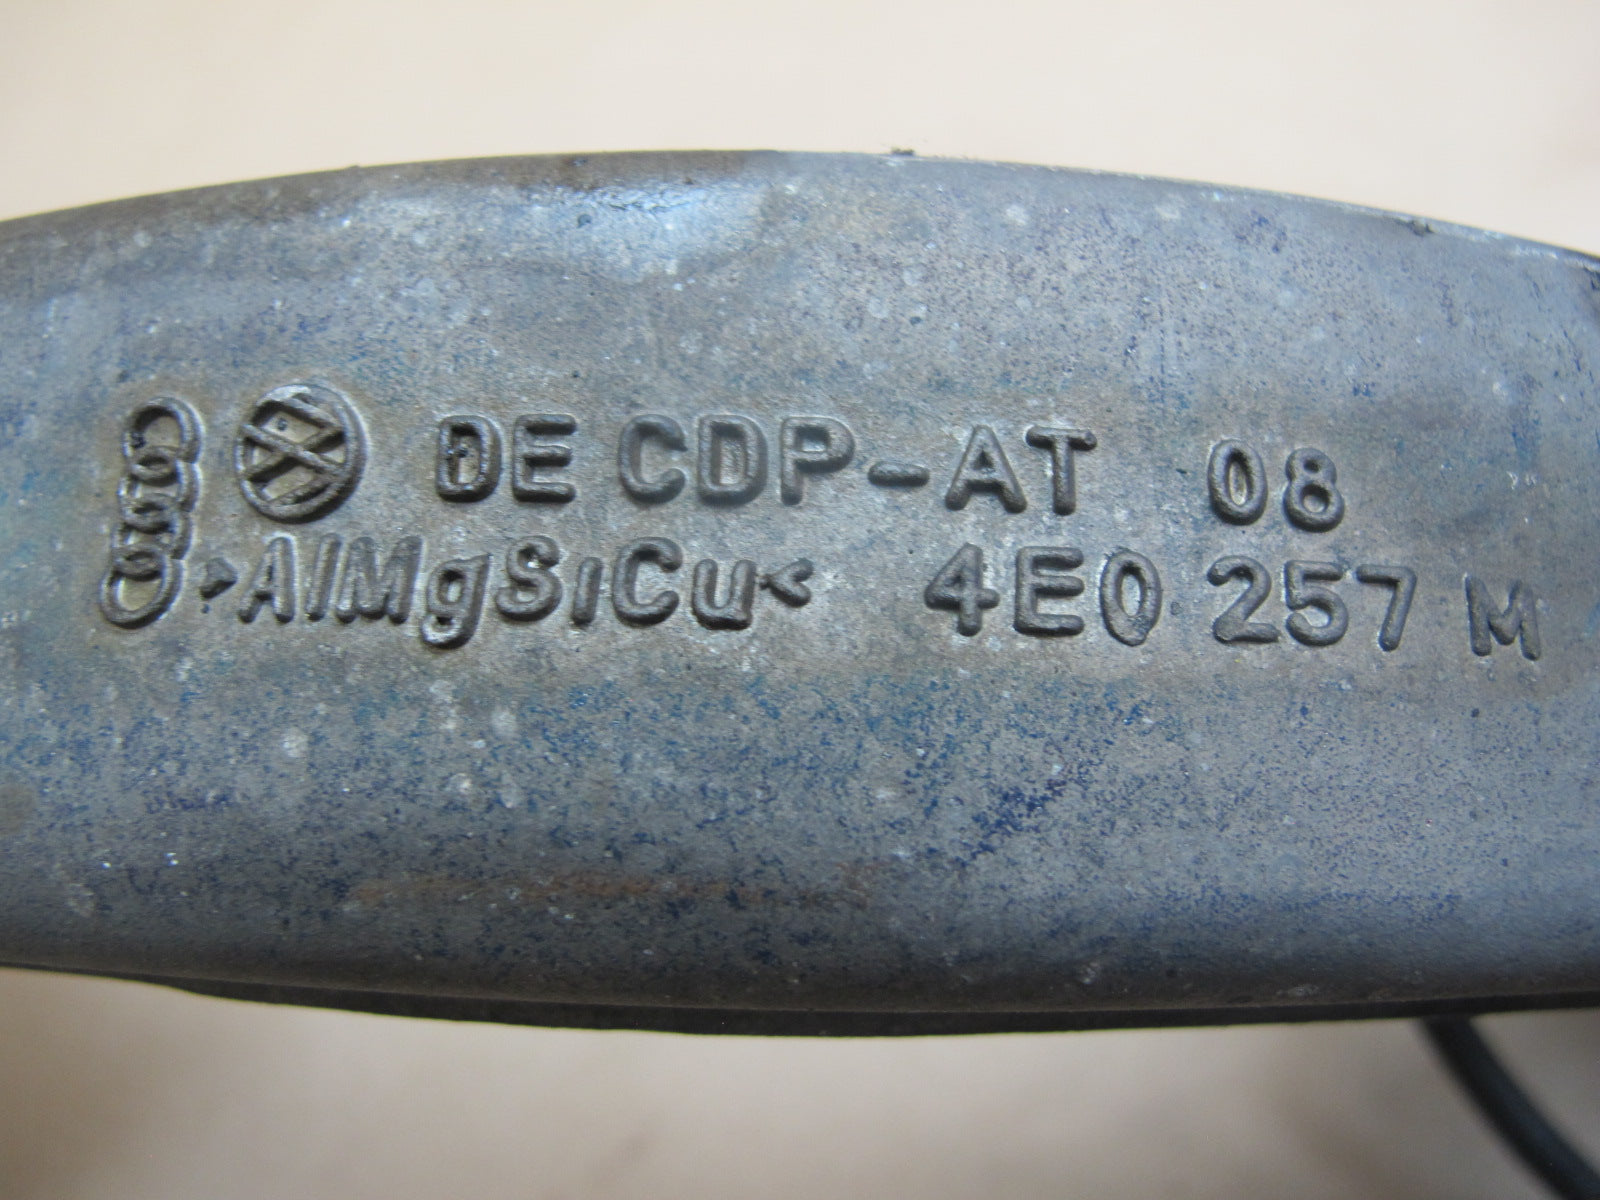 DE CDP-AT 08
>AlMgSiCu< 4E0 257 M